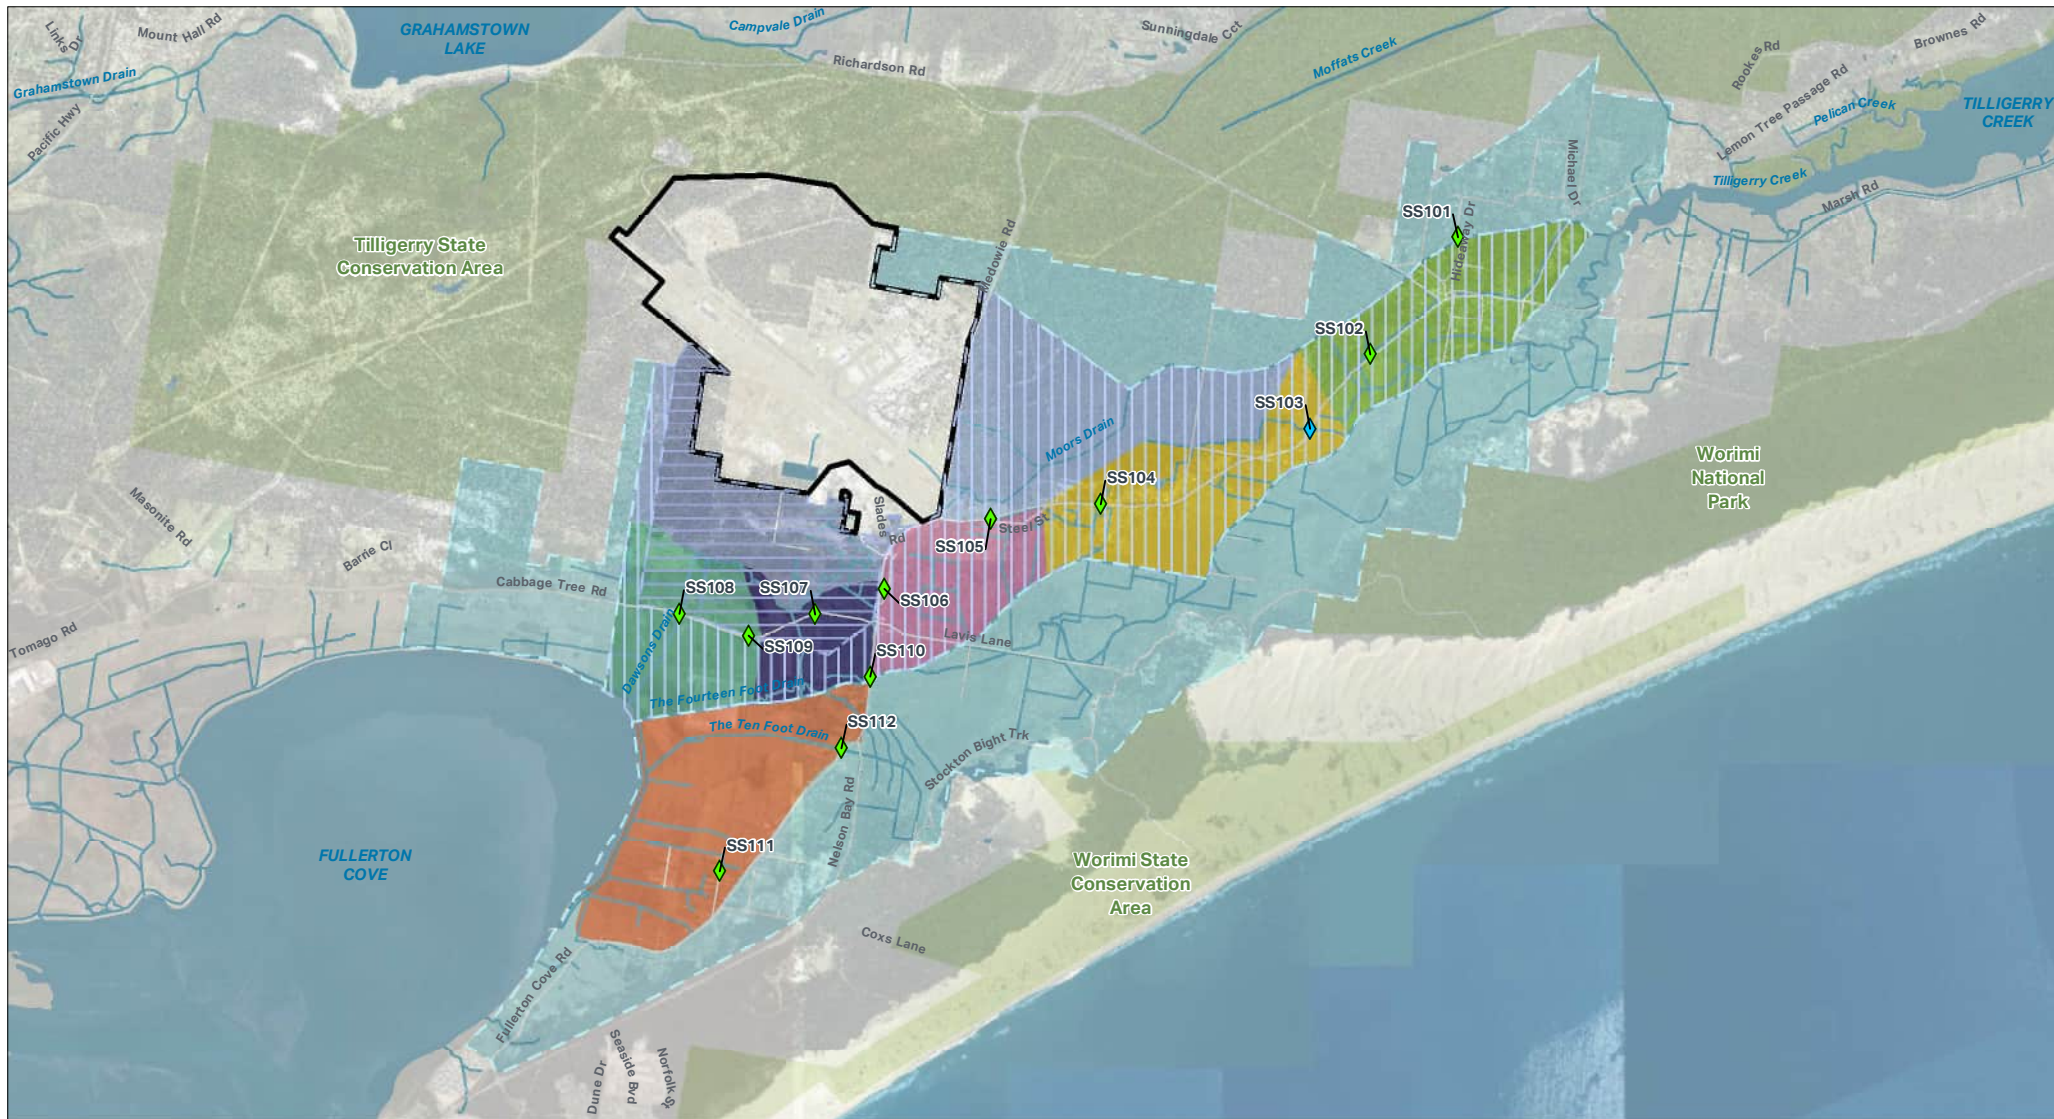 Links
Dr
Mount Hall Rd
GRAHAMSTOWN
LAKE
Campvale Drain
Sunningdale Cct
Richardson Rd
Moffats Creek
Rookes Rd
Brownes Rd
Grahamstown Drain
Pacific Hwy
Lemon Tree Passage Rd
Pelican Creek
TILLIGERRY
CREEK
Michael Dr
Tilligerry Creek
Marsh Rd
SS101
Hideaway Dr
Tilligerry State
Conservation Area
Medowie Rd
SS102
SS103
Moors Drain
SS104
Worimi
National
Park
Masonite Rd
Slades
Rd
Steel St
SS105
Barrie Cl
Cabbage Tree Rd
SS108
SS107
SS106
Tomago Rd
Dawsons Drain
SS109
Lavis Lane
SS110
The Fourteen Foot Drain
SS112
The Ten Foot Drain
Stockton Bight Trk
Nelson Bay Rd
SS111
FULLERTON
COVE
Worimi State
Conservation
Area
Coxs Lane
Fullerton Cove Rd
Dune Dr
Seaside Bvd
Norfolk St